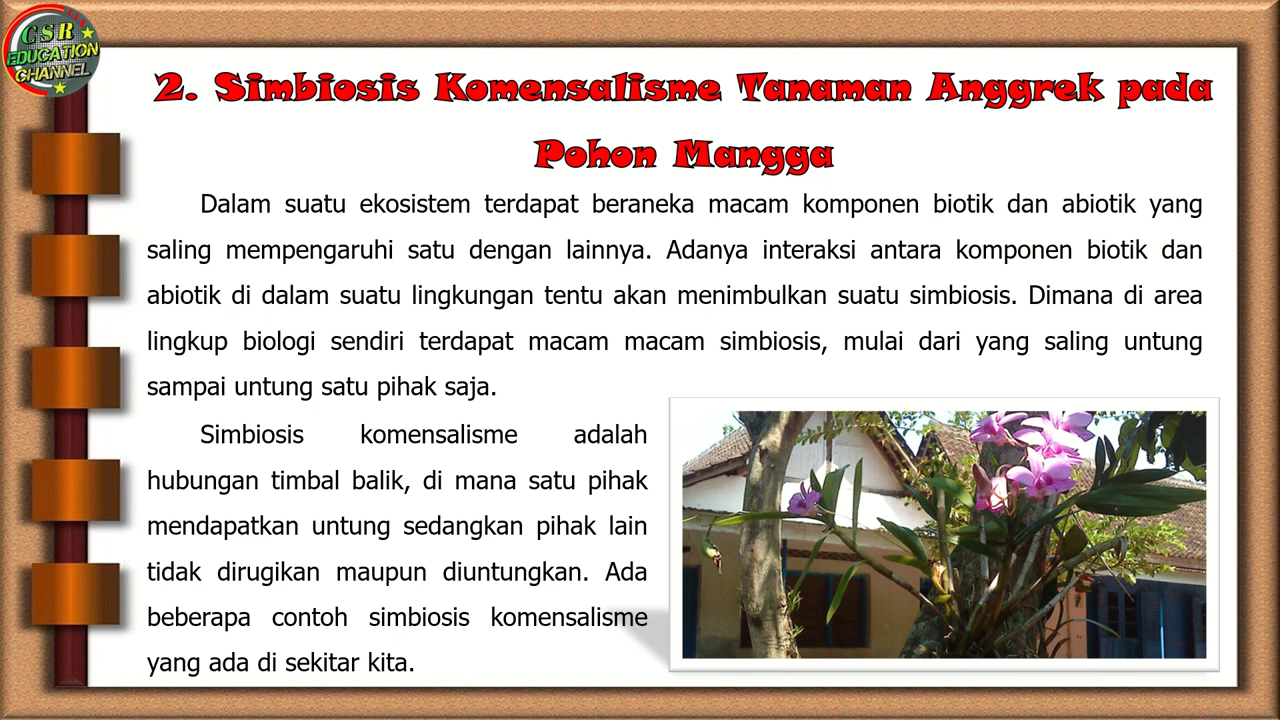 CSR
EDUCATION
CHANNEL
2. Simbiosis Komensalisme Tanaman Anggrek pada
Pohon Mangga
Dalam suatu ekosistem terdapat beraneka macam komponen biotik dan abiotik yang
saling mempengaruhi satu dengan lainnya. Adanya interaksi antara komponen biotik dan
abiotik di dalam suatu lingkungan tentu akan menimbulkan suatu simbiosis. Dimana di area
lingkup biologi sendiri terdapat macam macam simbiosis, mulai dari yang saling untung
sampai untung satu pihak saja.
Simbiosis komensalisme adalah
hubungan timbal balik, di mana satu pihak
mendapatkan untung sedangkan pihak lain
tidak dirugikan maupun diuntungkan. Ada
beberapa contoh simbiosis komensalisme
yang ada di sekitar kita.